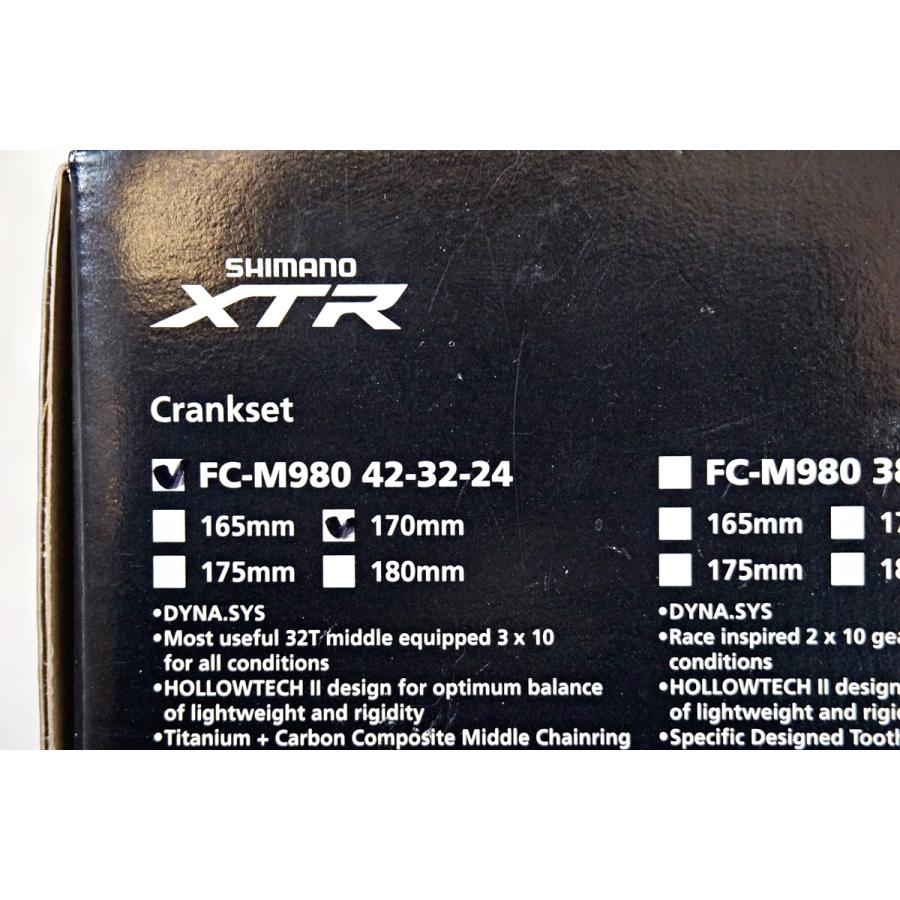 SHIMANO
XTR
Crankset
FC-M980 42-32-24
165mm 170mm
175mm 180mm
•DYNA.SYS
•Most useful 32T middle equipped 3 x 10
for all conditions
•HOLLOWTECH II design for optimum balance
of lightweight and rigidity
•Titanium + Carbon Composite Middle Chainring
FC-M980
165mm
175mm
•DYNA.SYS
•Race inspired 2 x 10
conditions
•HOLLOWTECH II
of lightweight and
•Specific Designed